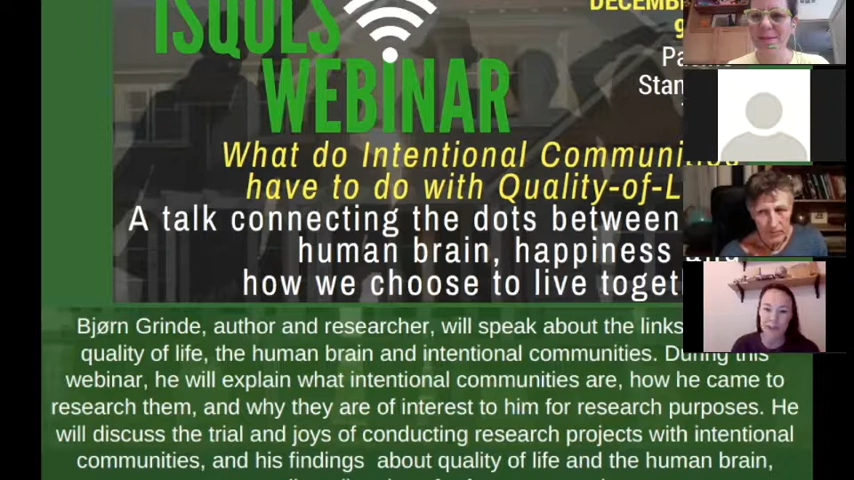 ISQOLS
DECEMBER
WEBINAR
What do Intentional Communities
have to do with Quality-of-L
A talk connecting the dots between
human brain, happiness and
how we choose to live togeth
Bjørn Grinde, author and researcher, will speak about the links
quality of life, the human brain and intentional communities. During this
webinar, he will explain what intentional communities are, how he came to
research them, and why they are of interest to him for research purposes. He
will discuss the trial and joys of conducting research projects with intentional
communities, and his findings about quality of life and the human brain,